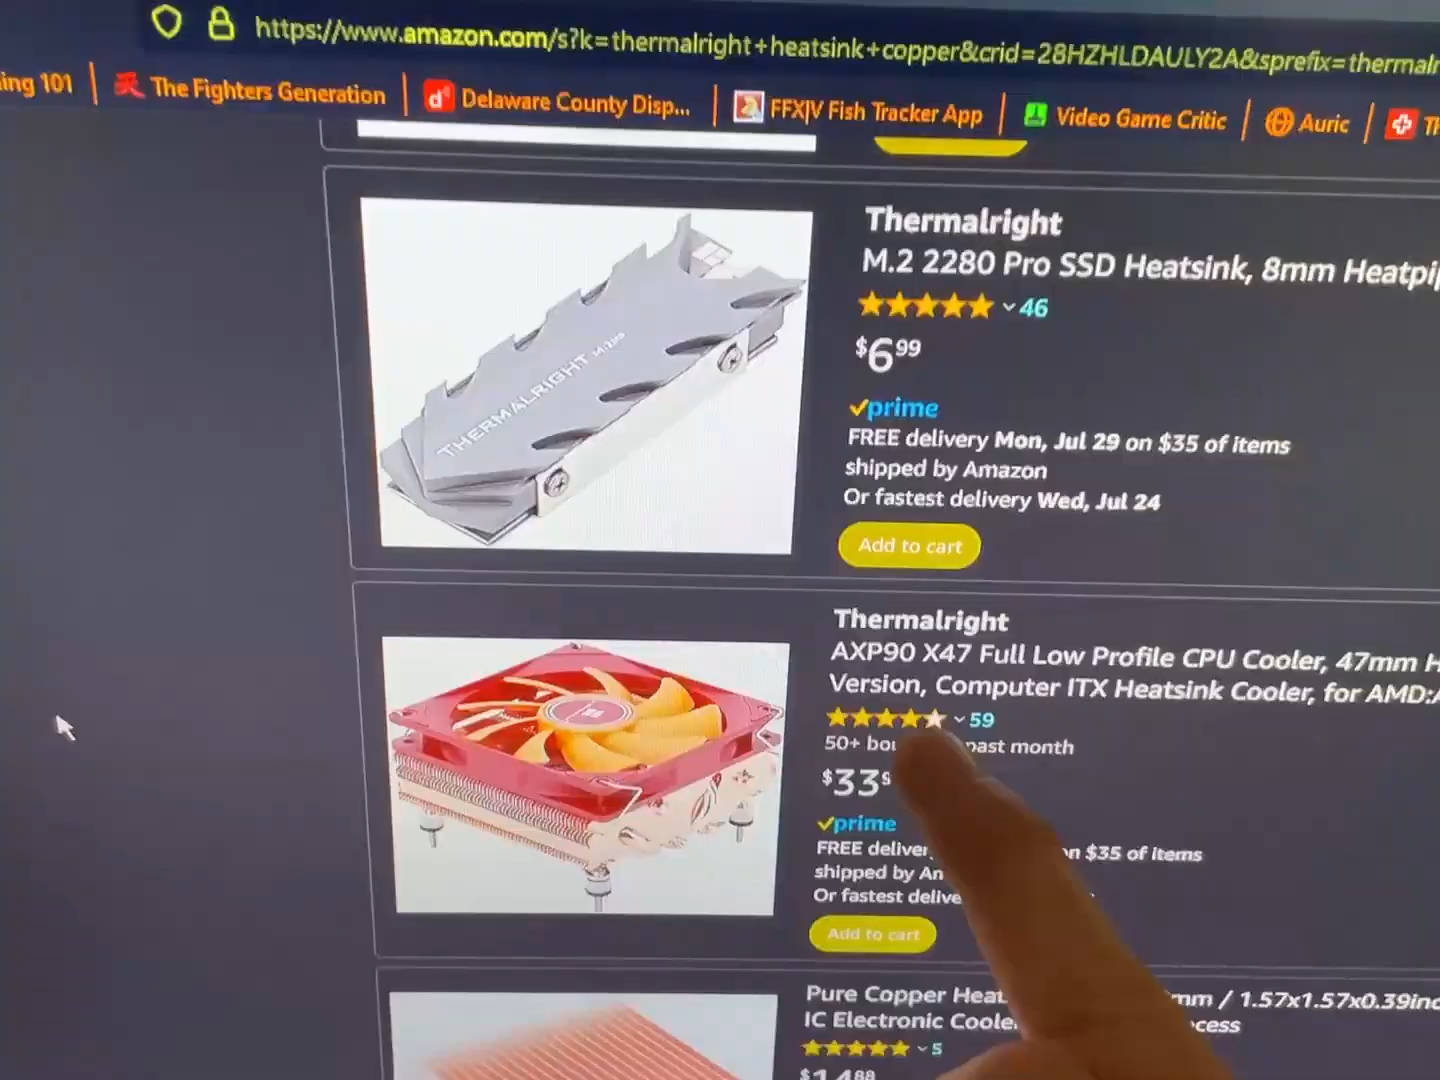 https://www.amazon.com/s?k=thermalright+heatsink+copper&crid=28HZHLDAULY2A&sprefix=thermalr
ing 101
The Fighters Generation
Delaware County Disp...
FFXIV Fish Tracker App
Video Game Critic
Auric
Thermalright
M.2 2280 Pro SSD Heatsink, 8mm Heatpip
46
$6.99
prime
FREE delivery Mon, Jul 29 on $35 of items
shipped by Amazon
Or fastest delivery Wed, Jul 24
Add to cart
THERMALRIGHT
Thermalright
AXP90 X47 Full Low Profile CPU Cooler, 47mm H
Version, Computer ITX Heatsink Cooler, for AMD:A
59
50+ bou past month
$33
prime
FREE deliver n $35 of items
shipped by Am
Or fastest delive
Add to cart
Pure Copper Heat mm / 1.57x1.57x0.39inc
IC Electronic Coole cess
5
$14.88